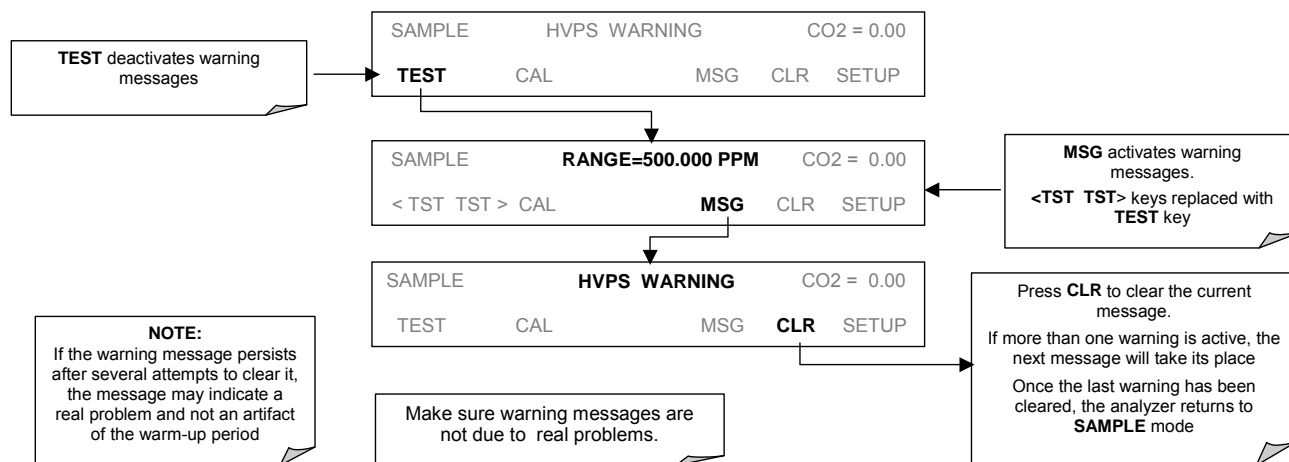 SAMPLE HVPS WARNING CO2 = 0.00
TEST CAL MSG CLR SETUP
TEST deactivates warning
messages
SAMPLE RANGE=500.000 PPM CO2 = 0.00
< TST TST > CAL MSG CLR SETUP
MSG activates warning
messages.
<TST TST> keys replaced with
TEST key
SAMPLE HVPS WARNING CO2 = 0.00
TEST CAL MSG CLR SETUP
Press CLR to clear the current
message.
If more than one warning is active, the
next message will take its place
Once the last warning has been
cleared, the analyzer returns to
SAMPLE mode
NOTE:
If the warning message persists
after several attempts to clear it,
the message may indicate a
real problem and not an artifact
of the warm-up period
Make sure warning messages are
not due to real problems.